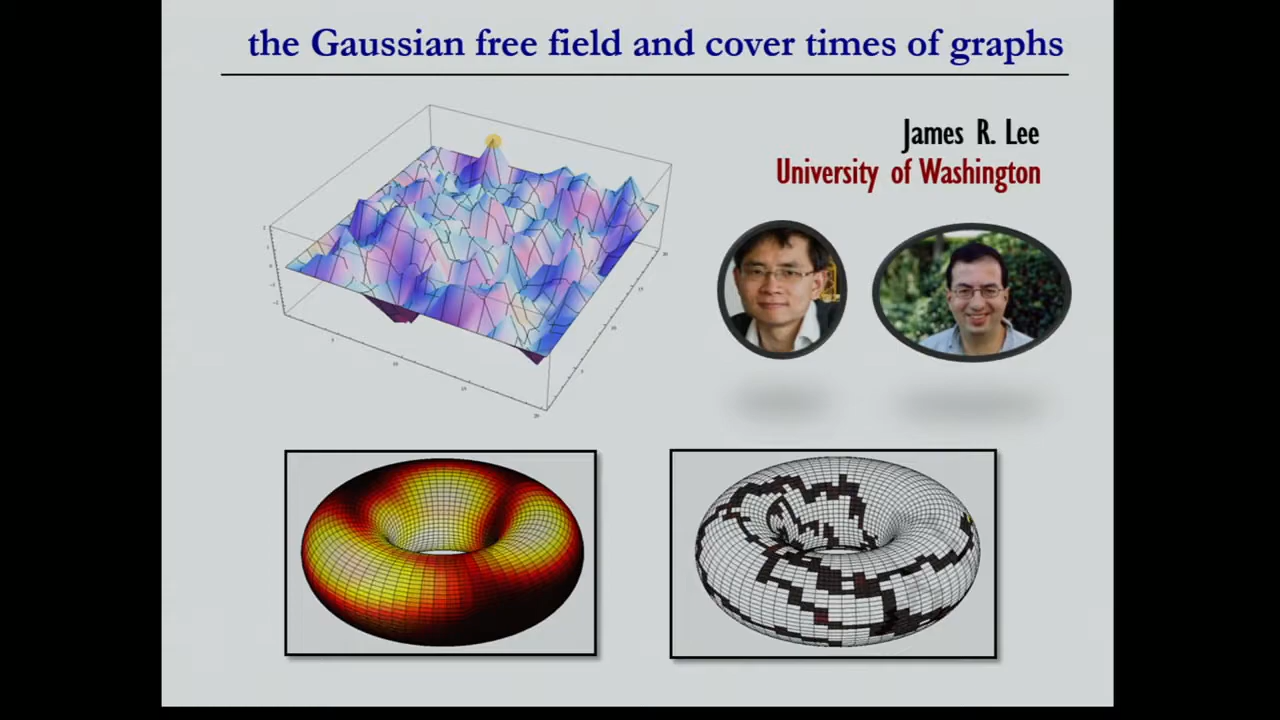 the Gaussian free field and cover times of graphs
James R. Lee
University of Washington